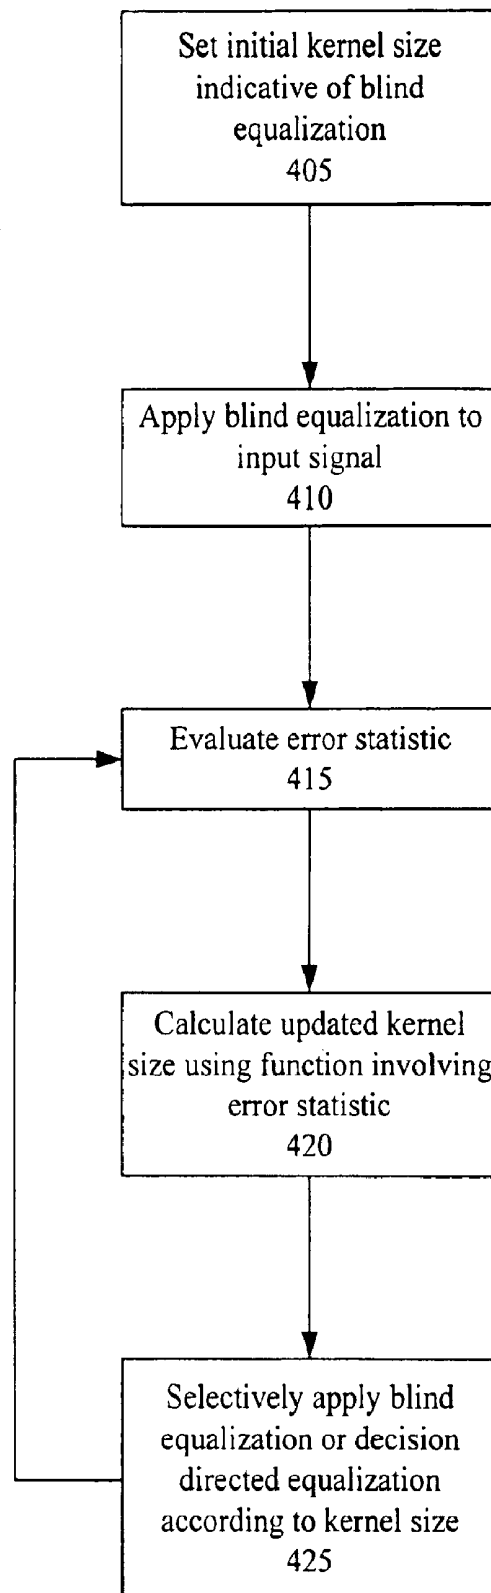 Set initial kernel size
indicative of blind
equalization
405
Apply blind equalization to
input signal
410
Evaluate error statistic
415
Calculate updated kernel
size using function involving
error statistic
420
Selectively apply blind
equalization or decision
directed equalization
according to kernel size
425